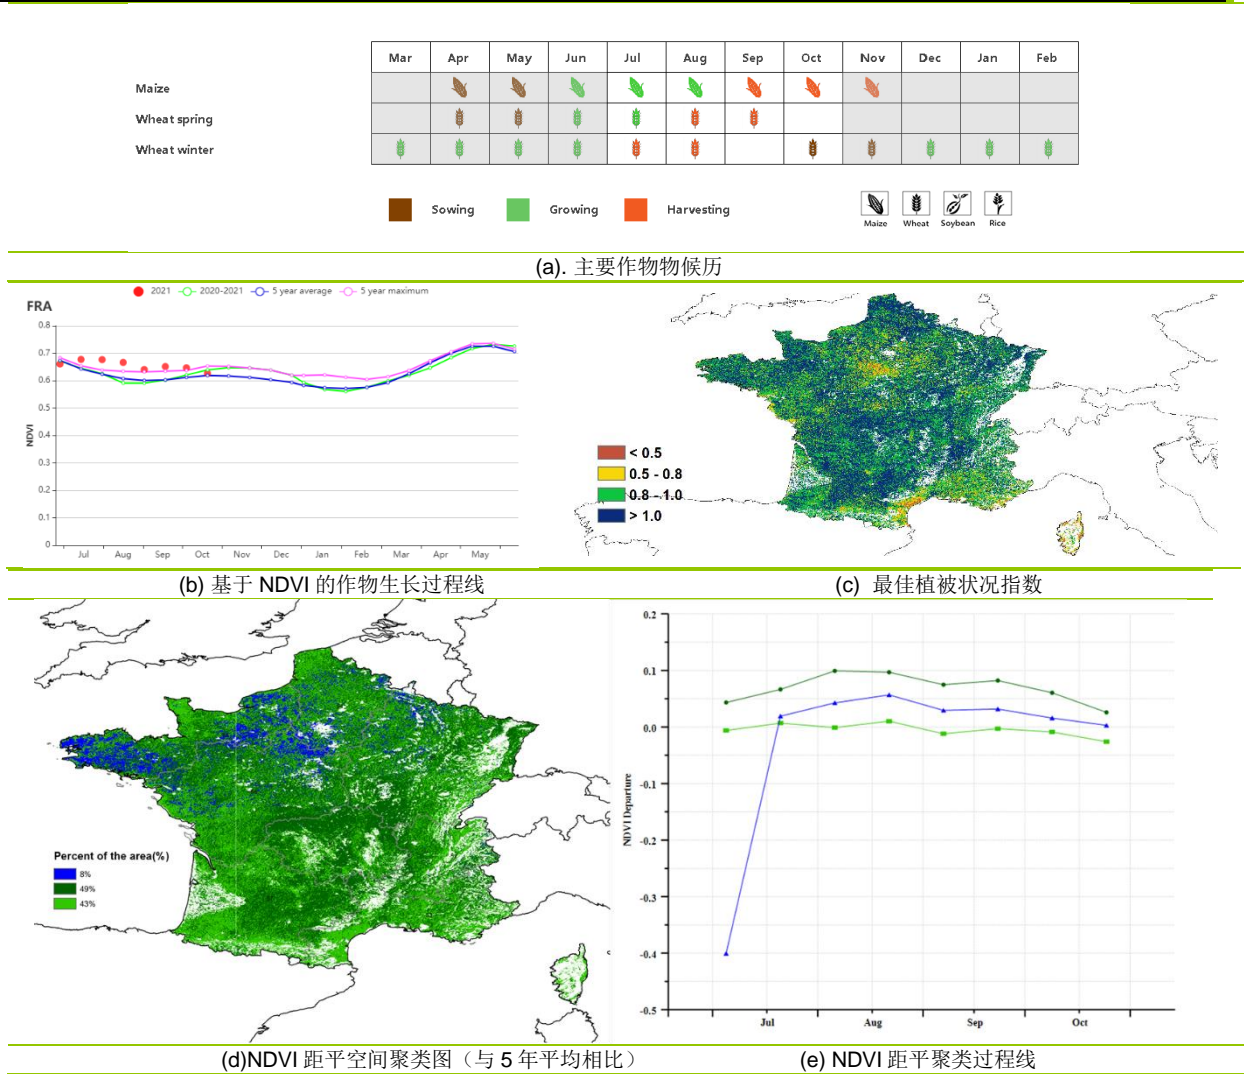 Mar Apr May Jun Jul Aug Sep Oct Nov Dec Jan Feb
Maize
Wheat spring
Wheat winter
Sowing Growing Harvesting
Maize Wheat Soybean Rice
(a). 主要作物物候历
2021 2020-2021 5 year average 5 year maximum
FRA
0.8
0.7
0.6
0.5
0.4
0.3
0.2
0.1
0
NDVI
Jul Aug Sep Oct Nov Dec Jan Feb Mar Apr May
< 0.5
0.5 - 0.8
0.8 - 1.0
> 1.0
(b) 基于 NDVI 的作物生长过程线
(c) 最佳植被状况指数
Percent of the area(%)
8%
49%
43%
0.2
0.1
0.0
-0.1
-0.2
-0.3
-0.4
-0.5
NDVI Departure
Jul Aug Sep Oct
(d)NDVI 距平空间聚类图（与 5 年平均相比）
(e) NDVI 距平聚类过程线